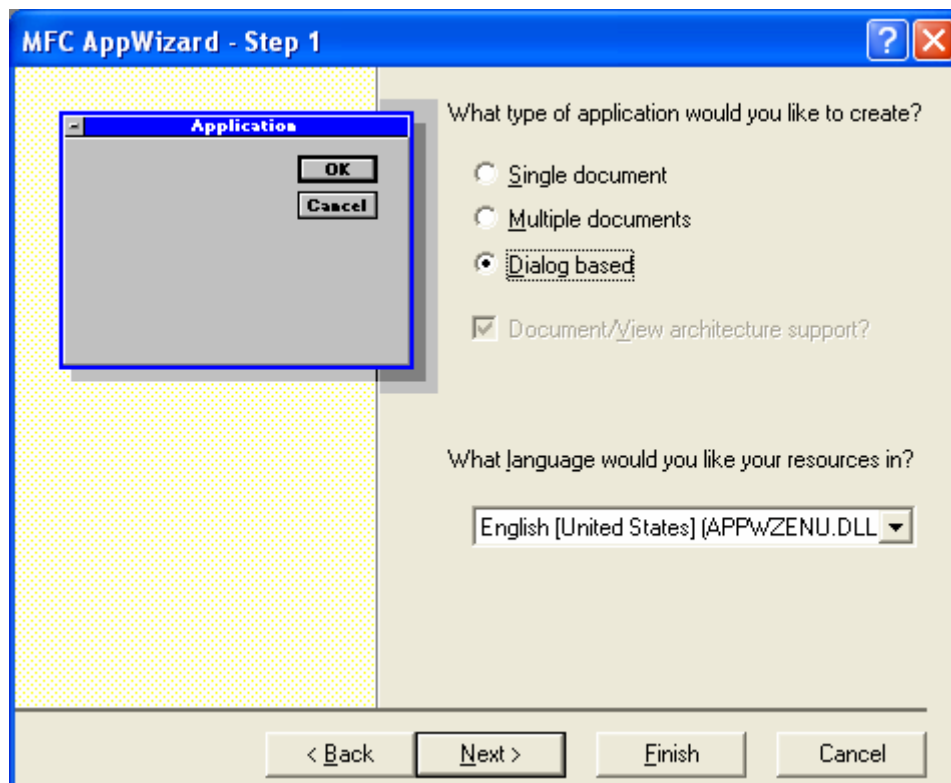 MFC AppWizard - Step 1
?
Application
OK
Cancel
What type of application would you like to create?
Single document
Multiple documents
Dialog based
Document/View architecture support?
What language would you like your resources in?
English [United States] (APPWZENU.DLL
< Back
Next >
Finish
Cancel